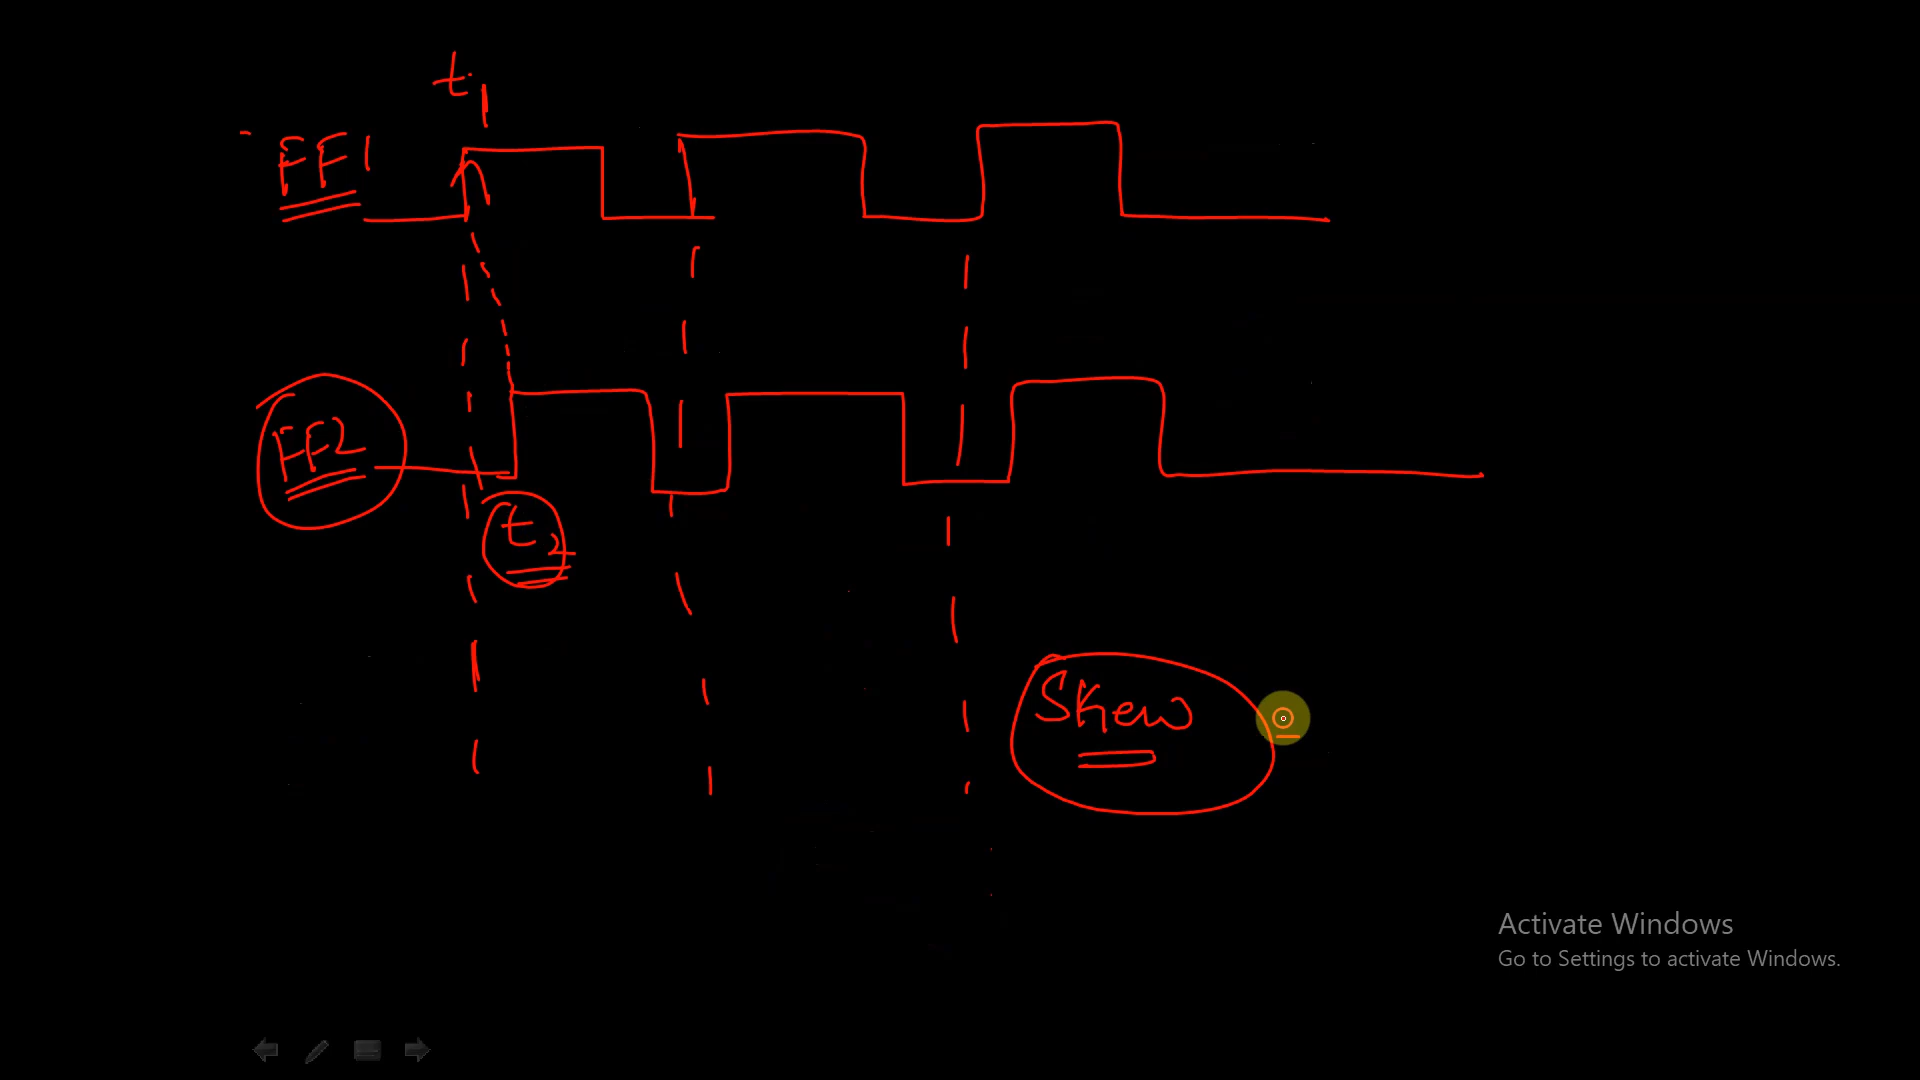 t1
FF1
FF2
t2
Skew
Activate Windows
Go to Settings to activate Windows.